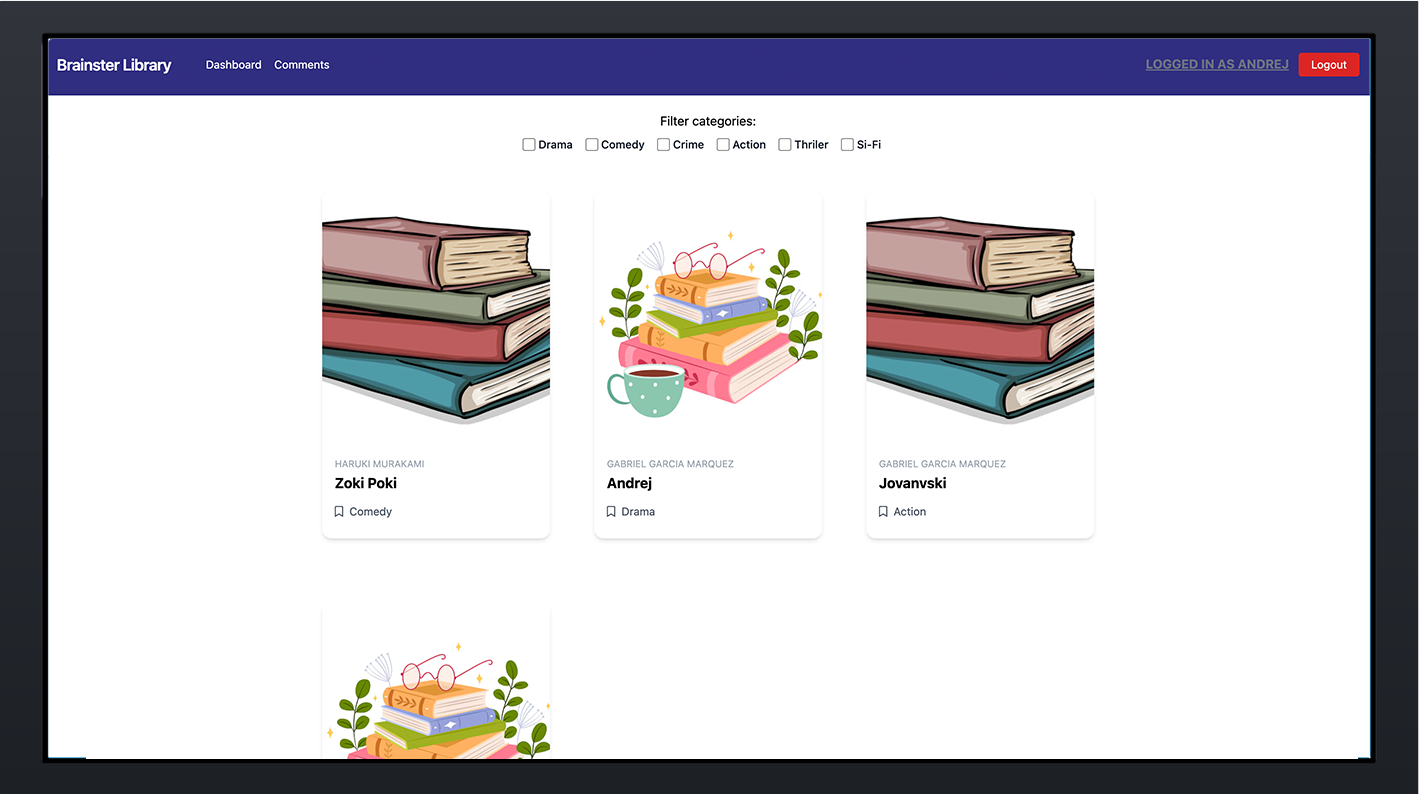 Brainster Library Dashboard Comments LOGGED IN AS ANDREJ Logout
Filter categories:
Drama Comedy Crime Action Thriler Si-Fi
HARUKI MURAKAMI
Zoki Poki
Comedy
GABRIEL GARCIA MARQUEZ
Andrej
Drama
GABRIEL GARCIA MARQUEZ
Jovanvski
Action